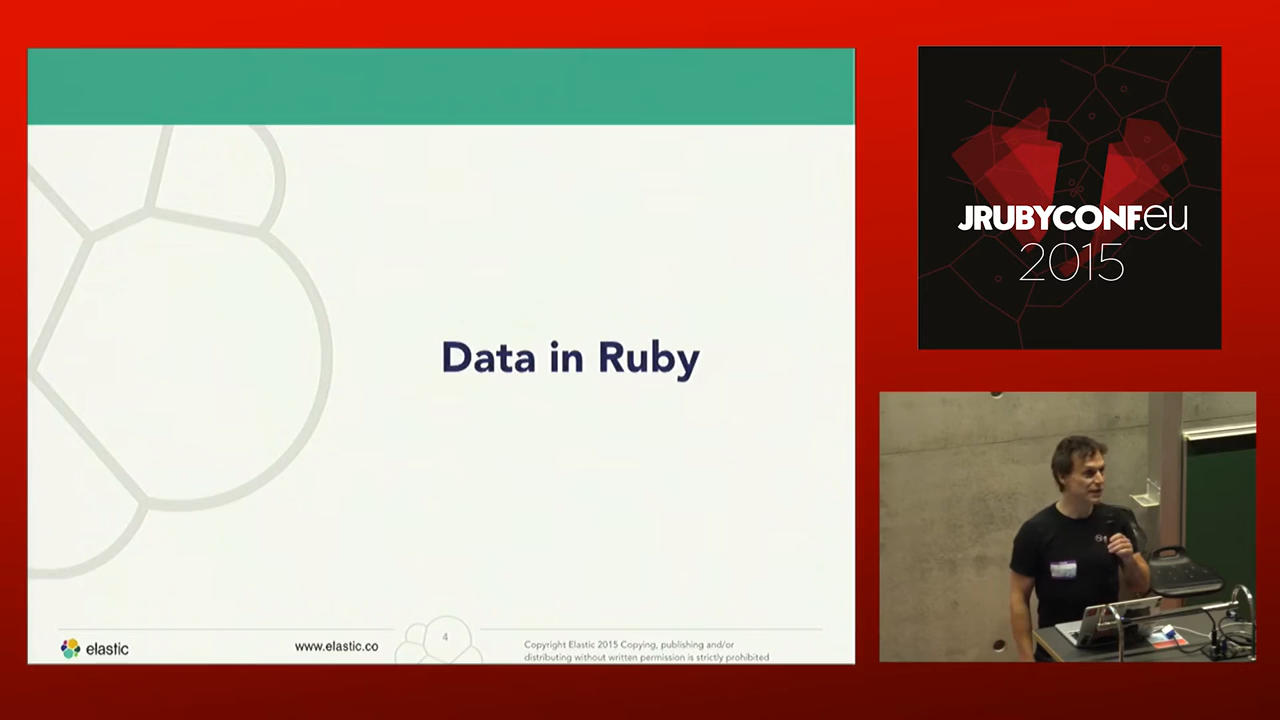 Data in Ruby
elastic
www.elastic.co
4
Copyright Elastic 2015 Copying, publishing and/or
distributing without written permission is strictly prohibited
JRUBYCONF.eu
2015